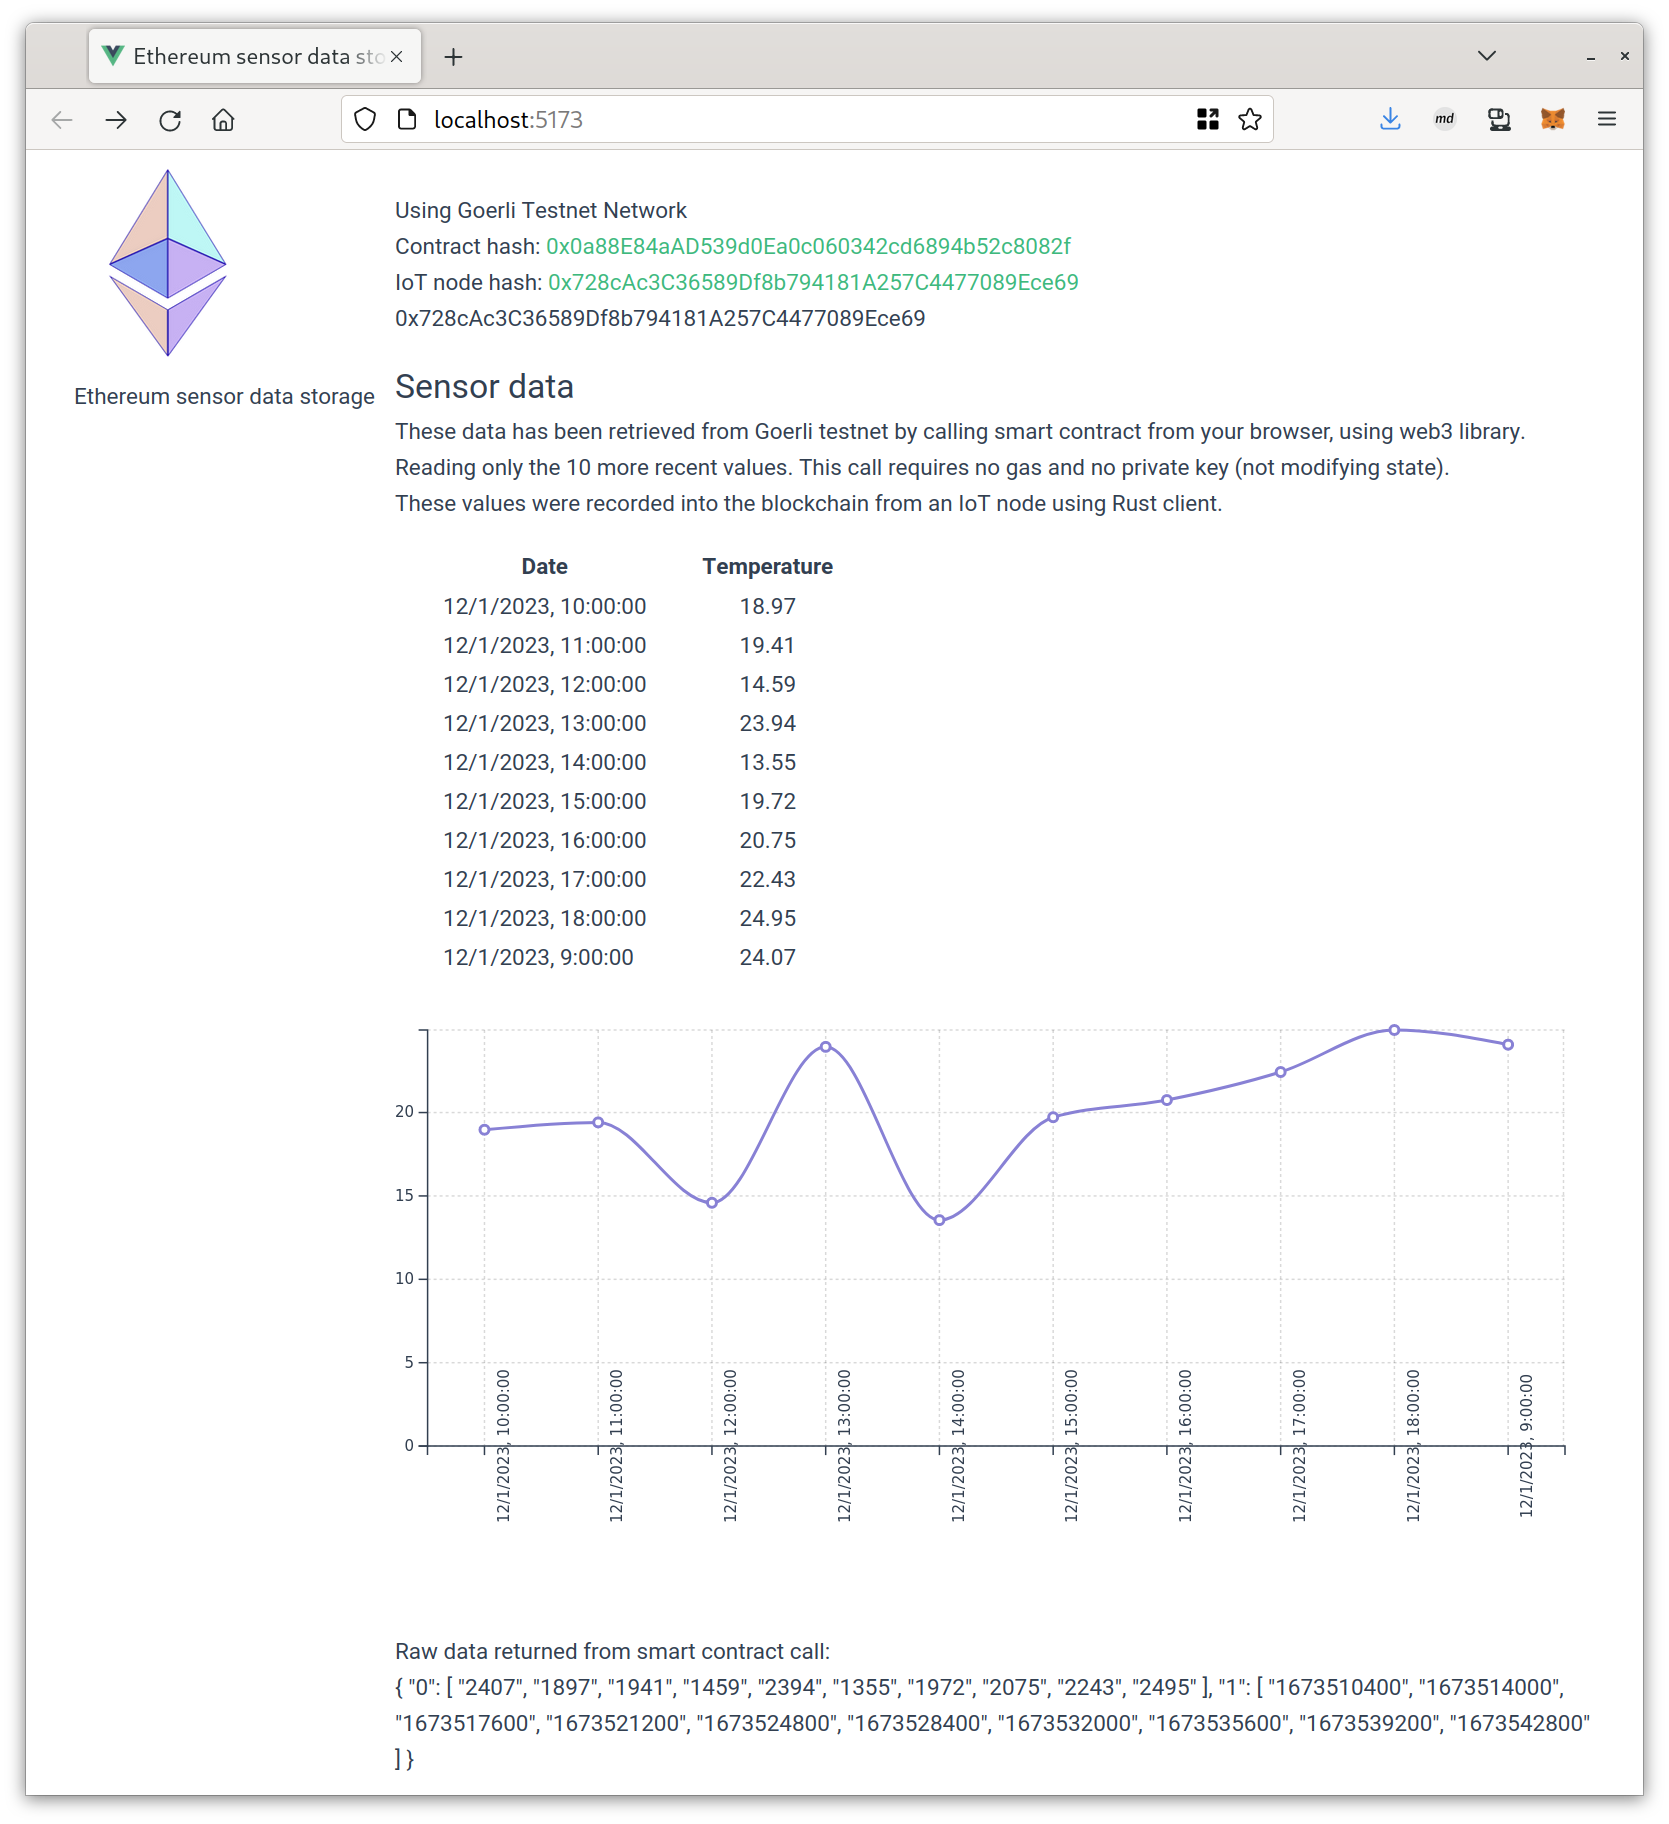 Ethereum sensor data sto
localhost:5173
md
Using Goerli Testnet Network
Contract hash: 0x0a88E84aAD539d0Ea0c060342cd6894b52c8082f
IoT node hash: 0x728cAc3C36589Df8b794181A257C4477089Ece69
0x728cAc3C36589Df8b794181A257C4477089Ece69
Ethereum sensor data storage
Sensor data
These data has been retrieved from Goerli testnet by calling smart contract from your browser, using web3 library.
Reading only the 10 more recent values. This call requires no gas and no private key (not modifying state).
These values were recorded into the blockchain from an IoT node using Rust client.
Date Temperature
12/1/2023, 10:00:00 18.97
12/1/2023, 11:00:00 19.41
12/1/2023, 12:00:00 14.59
12/1/2023, 13:00:00 23.94
12/1/2023, 14:00:00 13.55
12/1/2023, 15:00:00 19.72
12/1/2023, 16:00:00 20.75
12/1/2023, 17:00:00 22.43
12/1/2023, 18:00:00 24.95
12/1/2023, 9:00:00 24.07
20
15
10
5
0
12/1/2023, 10:00:00
12/1/2023, 11:00:00
12/1/2023, 12:00:00
12/1/2023, 13:00:00
12/1/2023, 14:00:00
12/1/2023, 15:00:00
12/1/2023, 16:00:00
12/1/2023, 17:00:00
12/1/2023, 18:00:00
12/1/2023, 9:00:00
Raw data returned from smart contract call:
{ "0": [ "2407", "1897", "1941", "1459", "2394", "1355", "1972", "2075", "2243", "2495" ], "1": [ "1673510400", "1673514000",
"1673517600", "1673521200", "1673524800", "1673528400", "1673532000", "1673535600", "1673539200", "1673542800"
] }